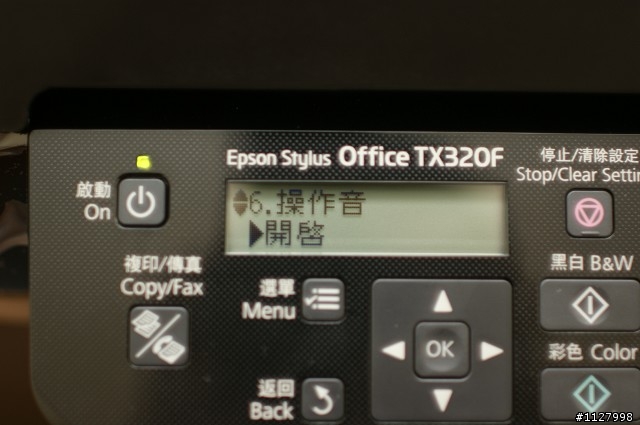 Epson Stylus Office TX320F
啟動
On
6.操作音
開啓
停止/清除設定
Stop/Clear Settin
複印/傳真
Copy/Fax
選單
Menu
OK
黑白 B&W
彩色 Color
返回
Back
#1127998